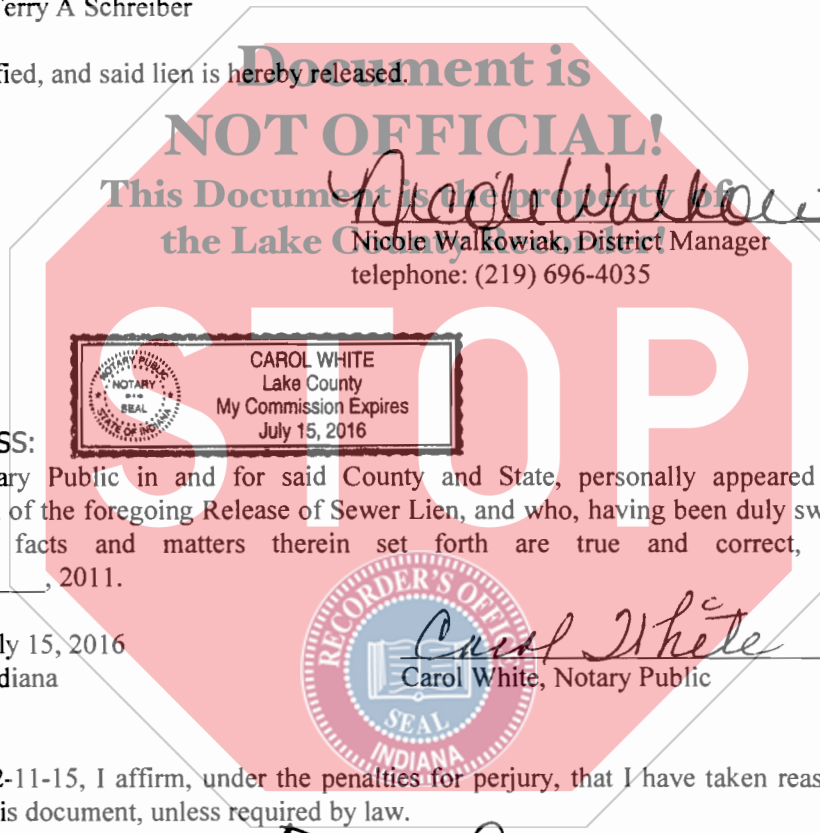 erry A Schreiber
fied, and said lien is hereby released.
Document is
NOT OFFICIAL!
This Document is the property of
the Lake County Recorder!
Nicole Walkowi
Nicole Walkowiak, District Manager
telephone: (219) 696-4035
STOP
NOTARY PUBLIC
NOTARY
SEAL
STATE OF INDIANA
CAROL WHITE
Lake County
My Commission Expires
July 15, 2016
SS:
ary Public in and for said County and State, personally appeared
of the foregoing Release of Sewer Lien, and who, having been duly sw
facts and matters therein set forth are true and correct,
, 2011.
RECORDER'S OFFICE
SEAL
INDIANA
ly 15, 2016
diana
Carol White
Carol White, Notary Public
2-11-15, I affirm, under the penalties for perjury, that I have taken reas
is document, unless required by law.